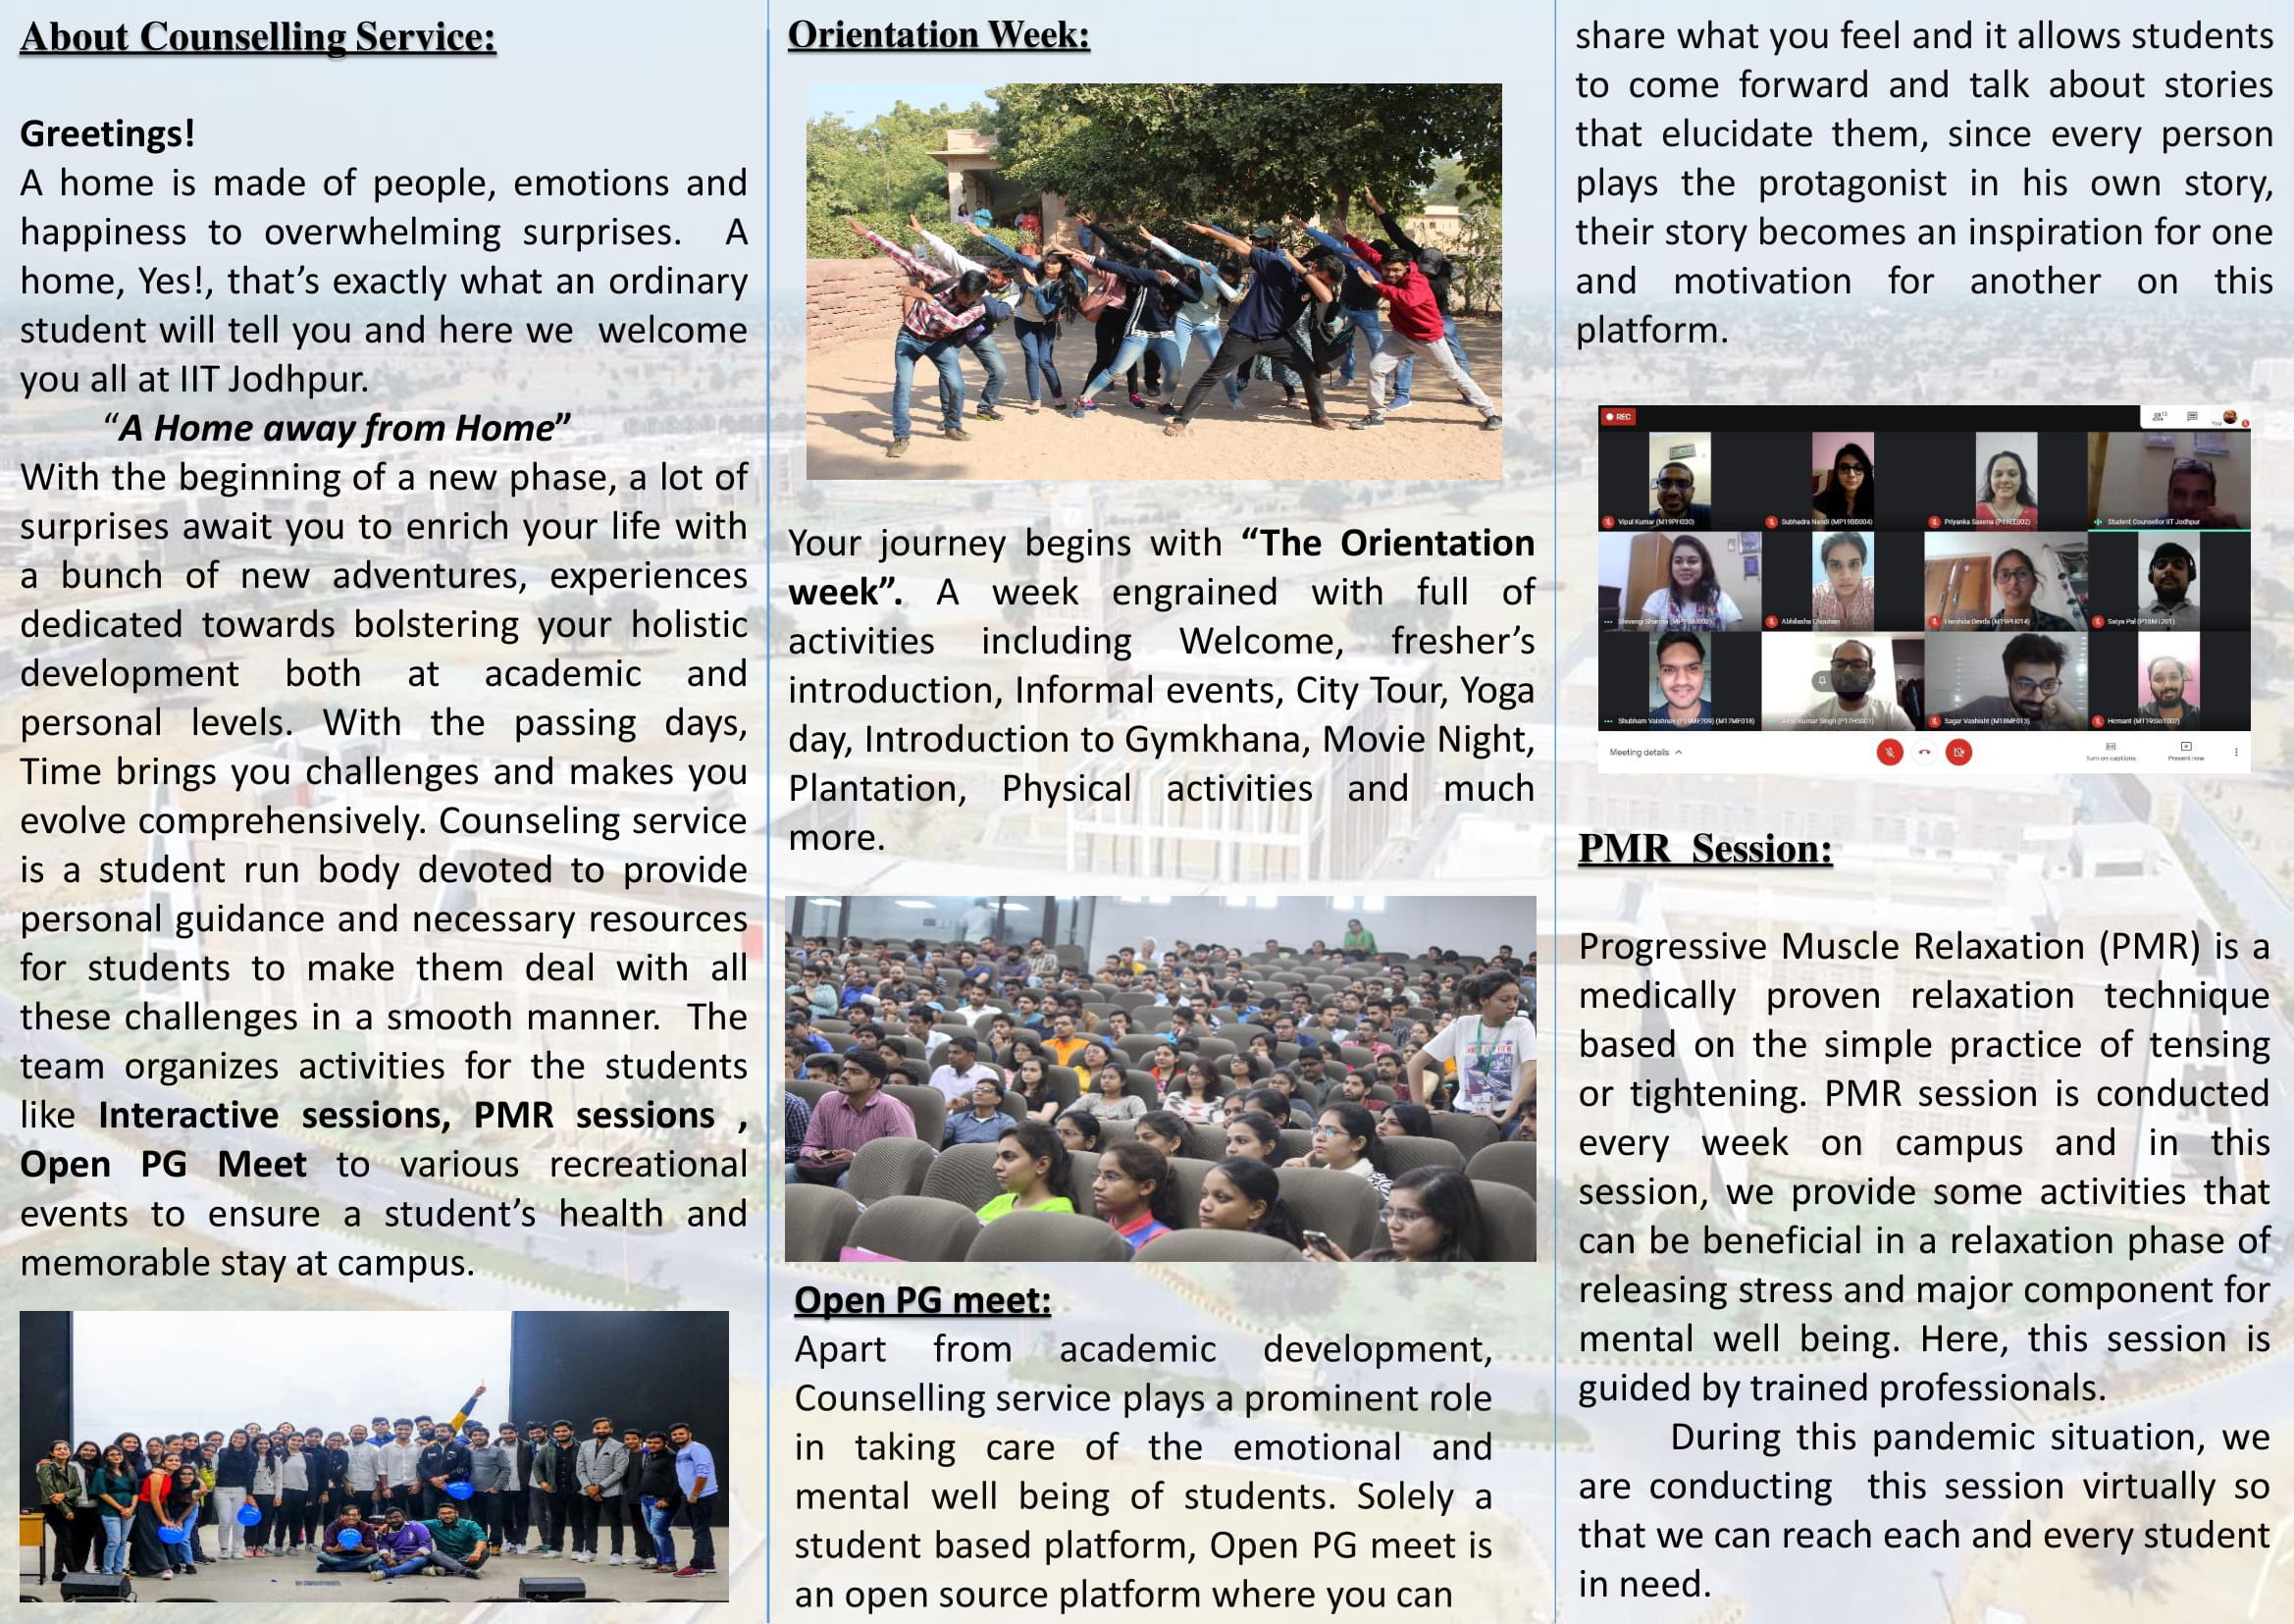 About Counselling Service:
Greetings!
A home is made of people, emotions and
happiness to overwhelming surprises. A
home, Yes!, that’s exactly what an ordinary
student will tell you and here we welcome
you all at IIT Jodhpur.
“A Home away from Home”
With the beginning of a new phase, a lot of
surprises await you to enrich your life with
a bunch of new adventures, experiences
dedicated towards bolstering your holistic
development both at academic and
personal levels. With the passing days,
Time brings you challenges and makes you
evolve comprehensively. Counseling service
is a student run body devoted to provide
personal guidance and necessary resources
for students to make them deal with all
these challenges in a smooth manner. The
team organizes activities for the students
like Interactive sessions, PMR sessions ,
Open PG Meet to various recreational
events to ensure a student’s health and
memorable stay at campus.
Orientation Week:
Your journey begins with “The Orientation
week”. A week engrained with full of
activities including Welcome, fresher’s
introduction, Informal events, City Tour, Yoga
day, Introduction to Gymkhana, Movie Night,
Plantation, Physical activities and much
more.
Open PG meet:
Apart from academic development,
Counselling service plays a prominent role
in taking care of the emotional and
mental well being of students. Solely a
student based platform, Open PG meet is
an open source platform where you can
share what you feel and it allows students
to come forward and talk about stories
that elucidate them, since every person
plays the protagonist in his own story,
their story becomes an inspiration for one
and motivation for another on this
platform.
REC
You
Vipul Kumar (M19PH030)
Subhadra Nandi (MP19BB004)
Priyanka Saxena (P19EE002)
Student Counsellor IIT Jodhpur
Shivangi Sharma
Abhilasha Chouhan
Harshita Devda (M19PH014)
Satya Pal (P18MT201)
Shubham Vaishnav (P19ME209) (M17MF018)
Kumar Singh (P17HS001)
Sagar Vashisht (M18MF013)
Hemant (MT19SIOT002)
Meeting details
Turn on captions
Present now
PMR Session:
Progressive Muscle Relaxation (PMR) is a
medically proven relaxation technique
based on the simple practice of tensing
or tightening. PMR session is conducted
every week on campus and in this
session, we provide some activities that
can be beneficial in a relaxation phase of
releasing stress and major component for
mental well being. Here, this session is
guided by trained professionals.
During this pandemic situation, we
are conducting this session virtually so
that we can reach each and every student
in need.